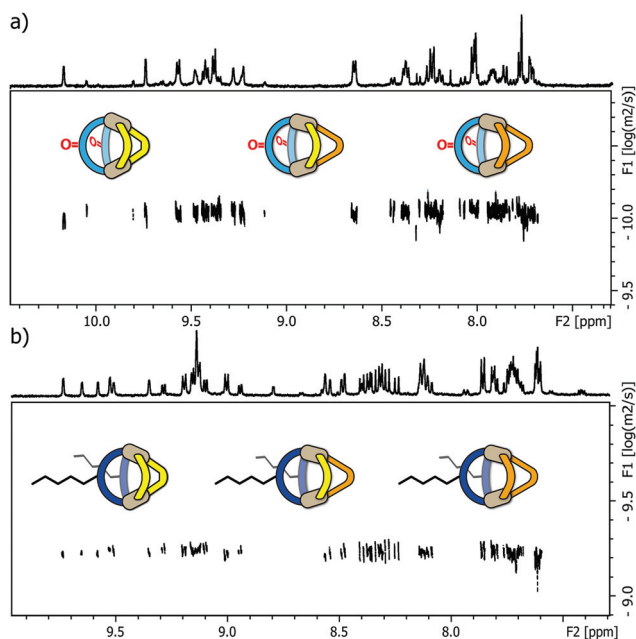 a)
O= O=
O= O=
O=
F1 [log(m2/s)]
- 10.0
- 9.5
10.0 9.5 9.0 8.5 8.0 F2 [ppm]
b)
F1 [log(m2/s)]
- 9.5
- 9.0
9.5 9.0 8.5 8.0 F2 [ppm]